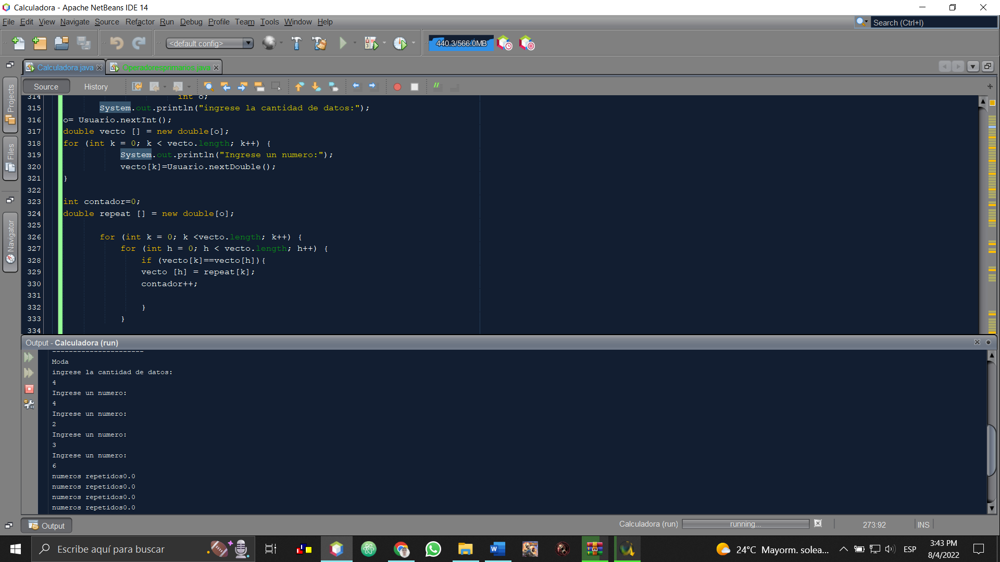 Calculadora - Apache NetBeans IDE 14
File Edit View Navigate Source Refactor Run Debug Profile Team Tools Window Help
Search (Ctrl+I)
<default config>
440.3/566.0MB
Calculadora.java
Operadoresprimarios.java
Source History
Projects
Files
Navigator
314 int o;
315 System.out.println("ingrese la cantidad de datos:");
316 o= Usuario.nextInt();
317 double vecto [] = new double[o];
318 for (int k = 0; k < vecto.length; k++) {
319 System.out.println("Ingrese un numero:");
320 vecto[k]=Usuario.nextDouble();
321 }
322
323 int contador=0;
324 double repeat [] = new double[o];
325
326 for (int k = 0; k <vecto.length; k++) {
327 for (int h = 0; h < vecto.length; h++) {
328 if (vecto[k]==vecto[h]){
329 vecto [h] = repeat[k];
330 contador++;
331
332 }
333 }
334
Output - Calculadora (run)
----------------------
Moda
ingrese la cantidad de datos:
4
Ingrese un numero:
4
Ingrese un numero:
2
Ingrese un numero:
3
Ingrese un numero:
6
numeros repetidos0.0
numeros repetidos0.0
numeros repetidos0.0
numeros repetidos0.0
Output
Calculadora (run) running... 273:92 INS
Escribe aquí para buscar
24°C Mayorm. solea...
ESP
3:43 PM
8/4/2022